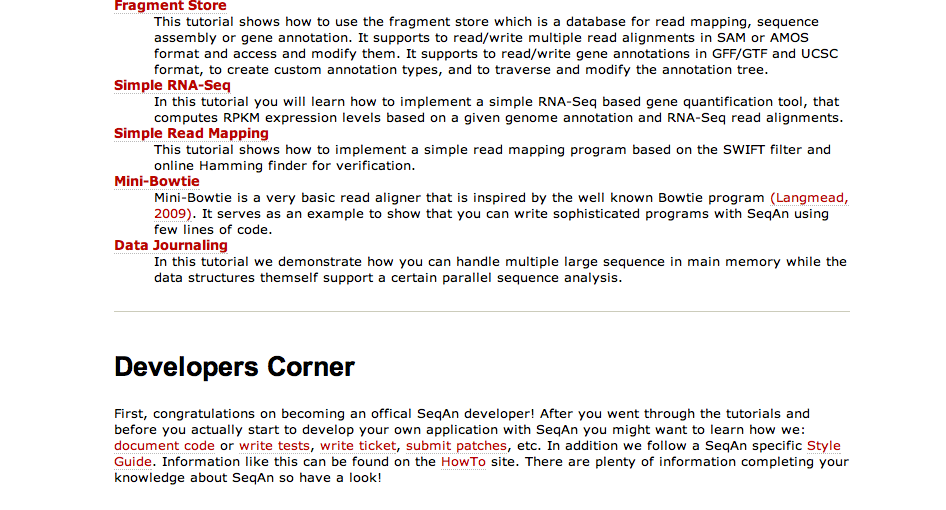 Fragment Store
This tutorial shows how to use the fragment store which is a database for read mapping, sequence
assembly or gene annotation. It supports to read/write multiple read alignments in SAM or AMOS
format and access and modify them. It supports to read/write gene annotations in GFF/GTF and UCSC
format, to create custom annotation types, and to traverse and modify the annotation tree.
Simple RNA-Seq
In this tutorial you will learn how to implement a simple RNA-Seq based gene quantification tool, that
computes RPKM expression levels based on a given genome annotation and RNA-Seq read alignments.
Simple Read Mapping
This tutorial shows how to implement a simple read mapping program based on the SWIFT filter and
online Hamming finder for verification.
Mini-Bowtie
Mini-Bowtie is a very basic read aligner that is inspired by the well known Bowtie program (Langmead,
2009). It serves as an example to show that you can write sophisticated programs with SeqAn using
few lines of code.
Data Journaling
In this tutorial we demonstrate how you can handle multiple large sequence in main memory while the
data structures themself support a certain parallel sequence analysis.
Developers Corner
First, congratulations on becoming an offical SeqAn developer! After you went through the tutorials and
before you actually start to develop your own application with SeqAn you might want to learn how we:
document code or write tests, write ticket, submit patches, etc. In addition we follow a SeqAn specific Style
Guide. Information like this can be found on the HowTo site. There are plenty of information completing your
knowledge about SeqAn so have a look!